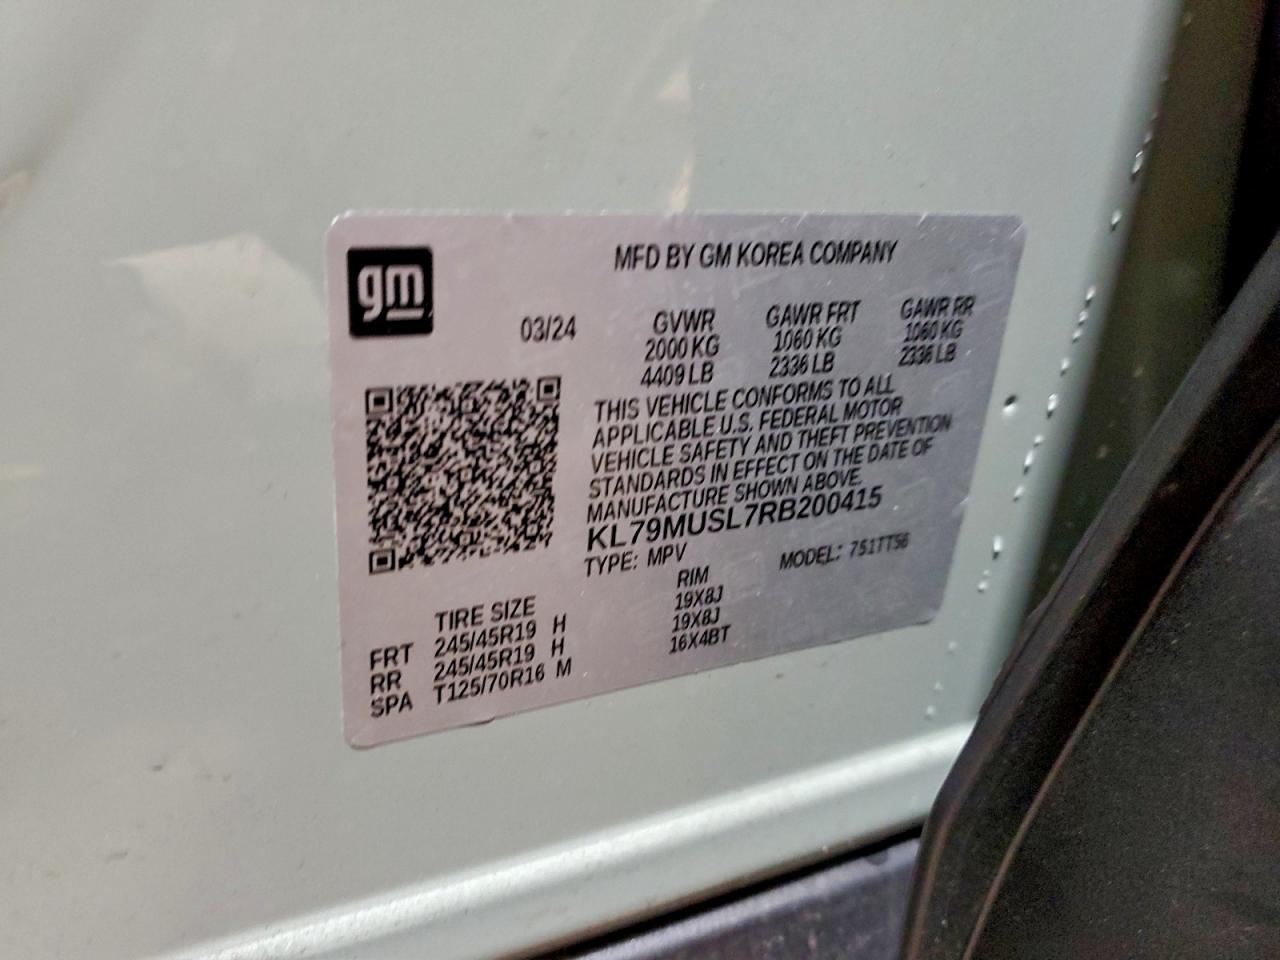 gm
MFD BY GM KOREA COMPANY
03/24
GVWR GAWR FRT GAWR RR
2000 KG 1060 KG 1060 KG
4409 LB 2336 LB 2336 LB
THIS VEHICLE CONFORMS TO ALL
APPLICABLE U.S. FEDERAL MOTOR
VEHICLE SAFETY AND THEFT PREVENTION
STANDARDS IN EFFECT ON THE DATE OF
MANUFACTURE SHOWN ABOVE.
KL79MUSL7RB200415
TYPE: MPV MODEL: 751TT56
TIRE SIZE RIM
FRT 245/45R19 H 19X8J
RR 245/45R19 H 19X8J
SPA T125/70R16 M 16X4BT